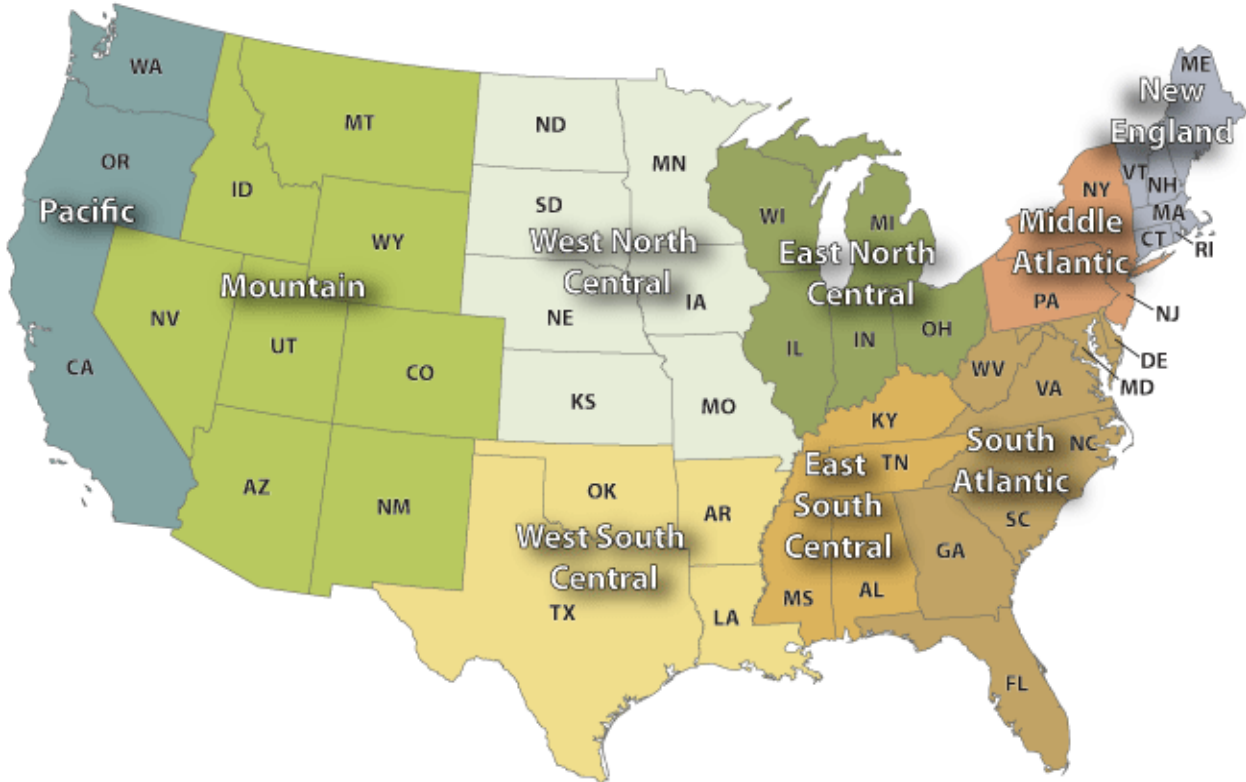 WA
OR
CA
Pacific
MT
ID
WY
NV
UT
CO
AZ
NM
Mountain
ND
SD
NE
KS
MN
IA
MO
West North
Central
OK
AR
TX
LA
West South
Central
WI
MI
IL
IN
OH
East North
Central
KY
TN
MS
AL
East
South
Central
WV
VA
NC
SC
GA
FL
DE
MD
South
Atlantic
NY
PA
NJ
Middle
Atlantic
ME
VT
NH
MA
CT
RI
New
England